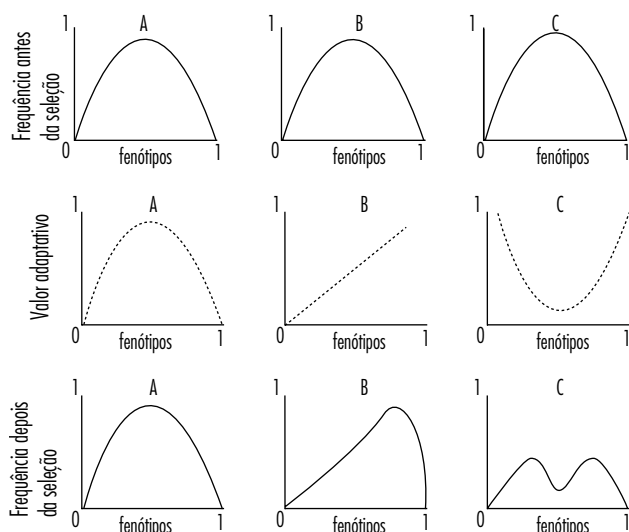 A B C
1 1 1
Frequência antes
da seleção
0 fenótipos 1 0 fenótipos 1 0 fenótipos 1
A B C
1 1 1
Valor adaptativo
0 fenótipos 1 0 fenótipos 1 0 fenótipos 1
A B C
1 1 1
Frequência depois
da seleção
0 fenótipos 1 0 fenótipos 1 0 fenótipos 1